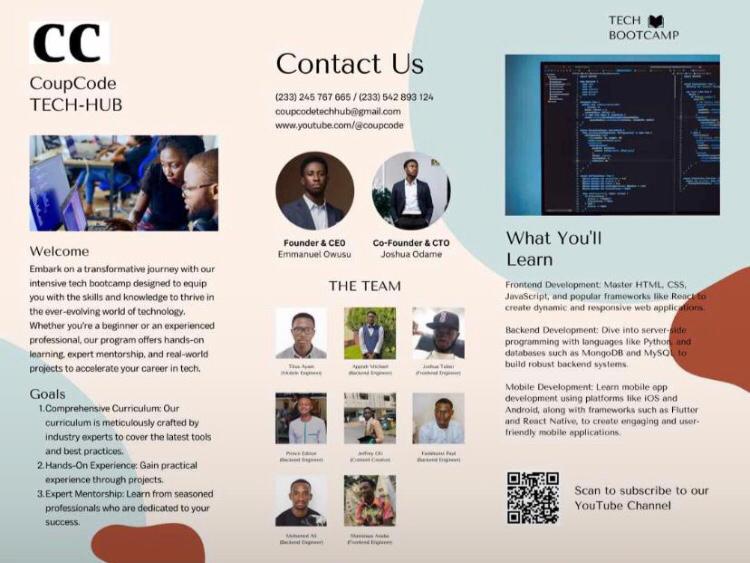 CC
CoupCode
TECH-HUB
Welcome
Embark on a transformative journey with our
intensive tech bootcamp designed to equip
you with the skills and knowledge to thrive in
the ever-evolving world of technology.
Whether you're a beginner or an experienced
professional, our program offers hands-on
learning, expert mentorship, and real-world
projects to accelerate your career in tech.
Goals
1.Comprehensive Curriculum: Our
curriculum is meticulously crafted by
industry experts to cover the latest tools
and best practices.
2.Hands-On Experience: Gain practical
experience through projects.
3.Expert Mentorship: Learn from seasoned
professionals who are dedicated to your
success.
Contact Us
(233) 245 767 665 / (233) 542 893 124
coupcodetechhub@gmail.com
www.youtube.com/@coupcode
Founder & CEO
Emmanuel Owusu
Co-Founder & CTO
Joshua Odame
THE TEAM
Titus Ayam
(Mobile Engineer)
Michael
(Backend Engineer)
Joshua
(Frontend Engineer)
Prince
(Backend Engineer)
Jeffrey
(Content Creator)
Paul
(Backend Engineer)
Mohamed Ali
(Backend Engineer)
(Frontend Engineer)
TECH
BOOTCAMP
What You'll
Learn
Frontend Development: Master HTML, CSS,
JavaScript, and popular frameworks like React to
create dynamic and responsive web applications.
Backend Development: Dive into server-side
programming with languages like Python, and
databases such as MongoDB and MySQL to
build robust backend systems.
Mobile Development: Learn mobile app
development using platforms like iOS and
Android, along with frameworks such as Flutter
and React Native, to create engaging and user-
friendly mobile applications.
Scan to subscribe to our
YouTube Channel